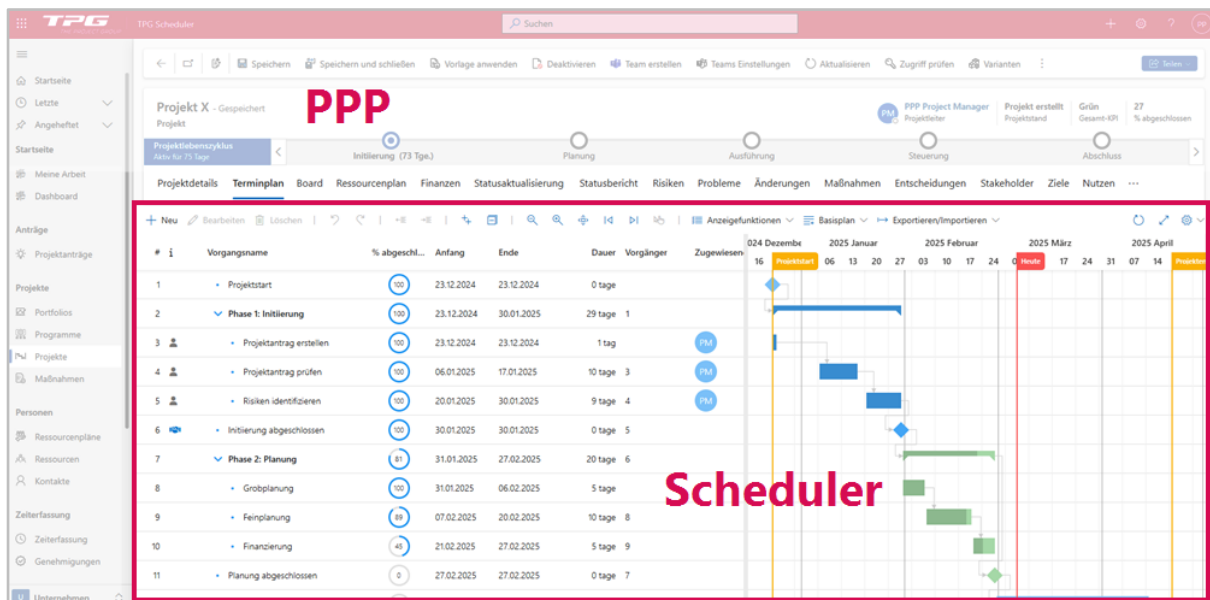 TPG TPG Scheduler Suchen PP
THE PROJECT GROUP
Speichern Speichern und schließen Vorlage anwenden Deaktivieren Team erstellen Teams Einstellungen Aktualisieren Zugriff prüfen Varianten Teilen
Startseite
Letzte
Angeheftet
Startseite
Meine Arbeit
Dashboard
Anträge
Projektanträge
Projekte
Portfolios
Programme
Projekte
Maßnahmen
Personen
Ressourcenpläne
Ressourcen
Kontakte
Zeiterfassung
Zeiterfassung
Genehmigungen
U Unternehmen
Projekt X - Gespeichert
Projekt
PPP
PM PPP Project Manager
Projektleiter
Projekt erstellt
Projektstand
Grün
Gesamt-KPI
27
% abgeschlossen
Projektlebenszyklus
Aktiv für 75 Tage
Initiierung (73 Tge.) Planung Ausführung Steuerung Abschluss
Projektdetails Terminplan Board Ressourcenplan Finanzen Statusaktualisierung Statusbericht Risiken Probleme Änderungen Maßnahmen Entscheidungen Stakeholder Ziele Nutzen ...
Neu Bearbeiten Löschen Anzeigefunktionen Basisplan Exportieren/Importieren
# i Vorgangsname % abgeschl... Anfang Ende Dauer Vorgänger Zugewiesen
024 Dezembe 2025 Januar 2025 Februar 2025 März 2025 April
16 Projektstart 06 13 20 27 03 10 17 24 0 Heute 17 24 31 07 14 Projekten
1 Projektstart 100 23.12.2024 23.12.2024 0 tage
2 Phase 1: Initiierung 100 23.12.2024 30.01.2025 29 tage 1
3 Projektantrag erstellen 100 23.12.2024 23.12.2024 1 tag PM
4 Projektantrag prüfen 100 06.01.2025 17.01.2025 10 tage 3 PM
5 Risiken identifizieren 100 20.01.2025 30.01.2025 9 tage 4 PM
6 Initiierung abgeschlossen 100 30.01.2025 30.01.2025 0 tage 5
7 Phase 2: Planung 81 31.01.2025 27.02.2025 20 tage 6
8 Grobplanung 100 31.01.2025 06.02.2025 5 tage
9 Feinplanung 89 07.02.2025 20.02.2025 10 tage 8
10 Finanzierung 45 21.02.2025 27.02.2025 5 tage 9
11 Planung abgeschlossen 0 27.02.2025 27.02.2025 0 tage 7
Scheduler